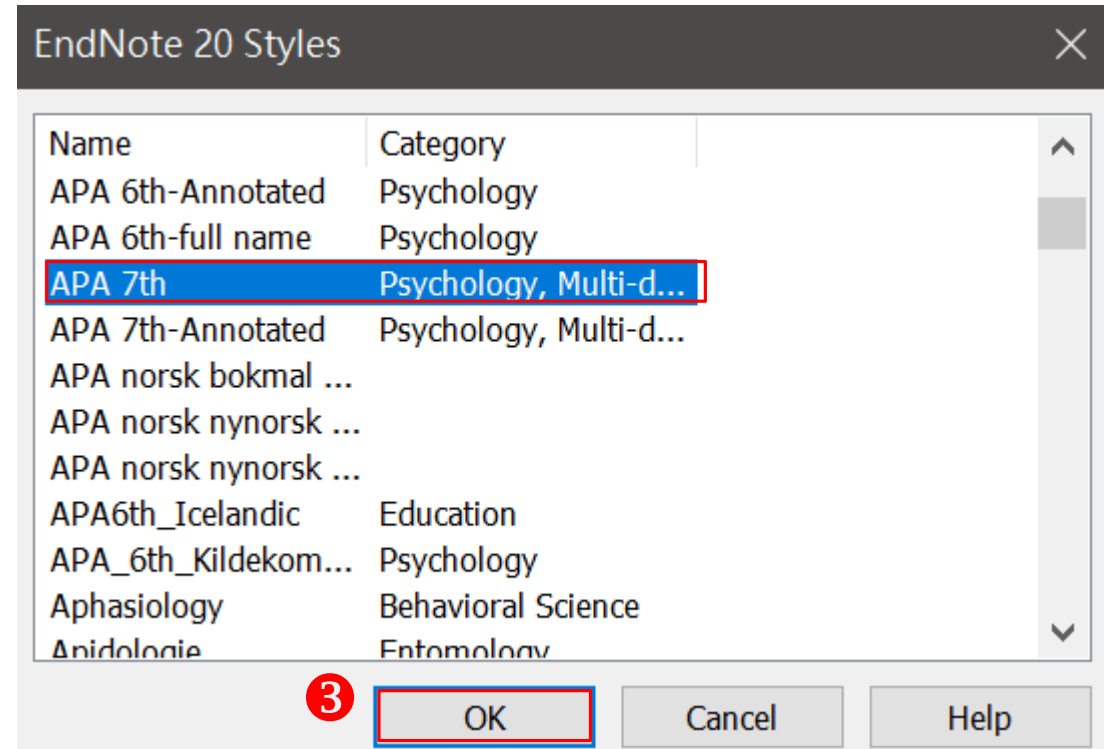 EndNote 20 Styles
Name Category
APA 6th-Annotated Psychology
APA 6th-full name Psychology
APA 7th Psychology, Multi-d...
APA 7th-Annotated Psychology, Multi-d...
APA norsk bokmal ...
APA norsk nynorsk ...
APA norsk nynorsk ...
APA6th_Icelandic Education
APA_6th_Kildekom... Psychology
Aphasiology Behavioral Science
Apidologie Entomology
3 OK Cancel Help